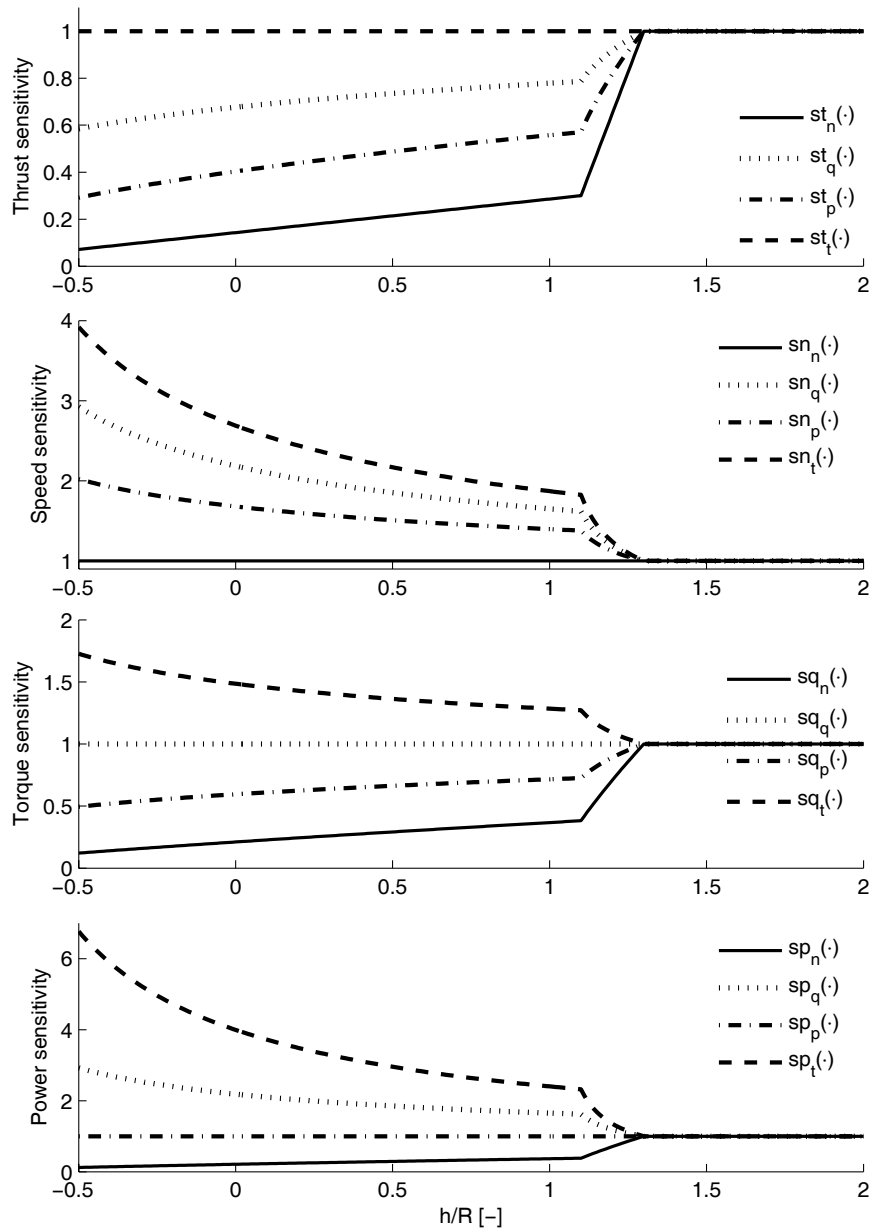 Thrust sensitivity
1
0.8
0.6
0.4
0.2
0
−0.5 0 0.5 1 1.5 2
st_n(·)
st_q(·)
st_p(·)
st_t(·)
Speed sensitivity
4
3
2
1
−0.5 0 0.5 1 1.5 2
sn_n(·)
sn_q(·)
sn_p(·)
sn_t(·)
Torque sensitivity
2
1.5
1
0.5
0
−0.5 0 0.5 1 1.5 2
sq_n(·)
sq_q(·)
sq_p(·)
sq_t(·)
Power sensitivity
6
4
2
0
−0.5 0 0.5 1 1.5 2
sp_n(·)
sp_q(·)
sp_p(·)
sp_t(·)
h/R [−]